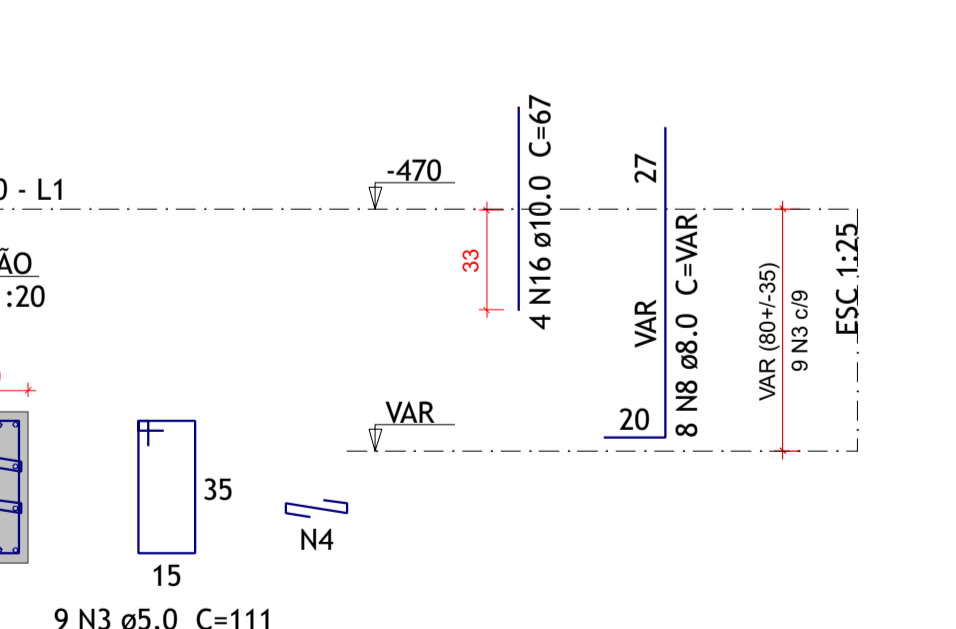 0 - L1
-470
ÃO
:20
33
4 N16 ø10.0 C=67
27
VAR
20
8 N8 ø8.0 C=VAR
VAR (80+/-35)
9 N3 c/9
ESC 1:25
VAR
35
15
N4
9 N3 ø5.0 C=111